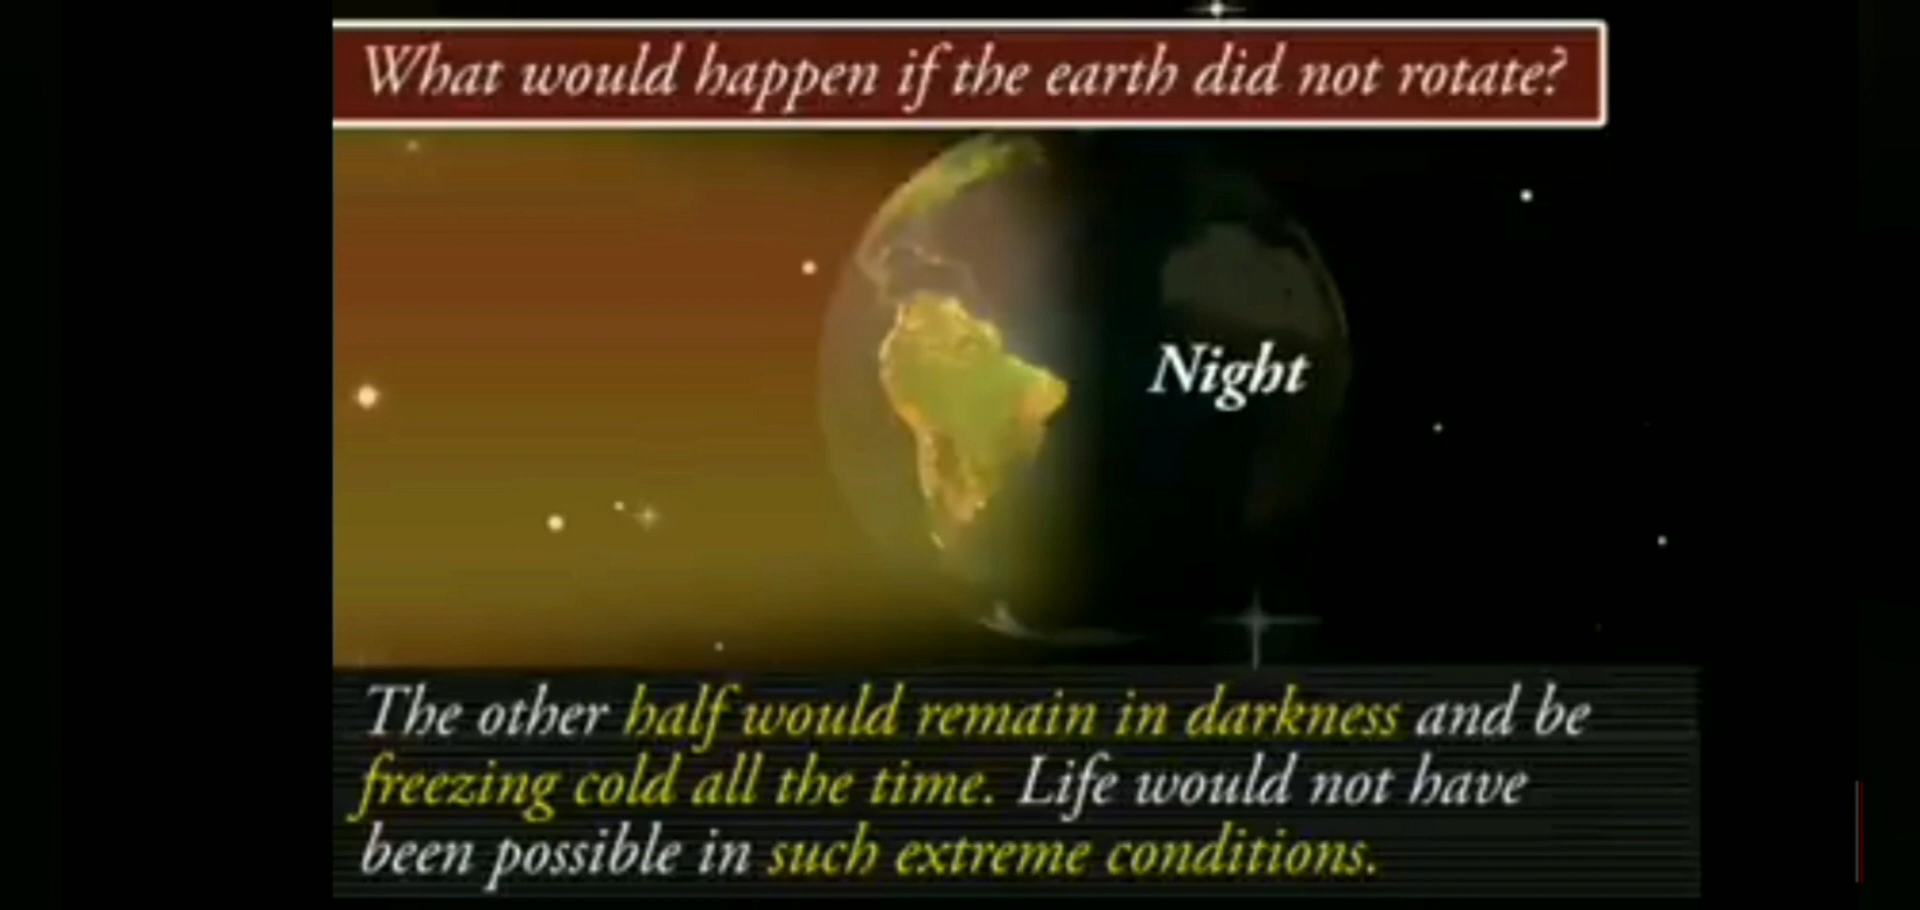 What would happen if the earth did not rotate?
Night
The other half would remain in darkness and be
freezing cold all the time. Life would not have
been possible in such extreme conditions.